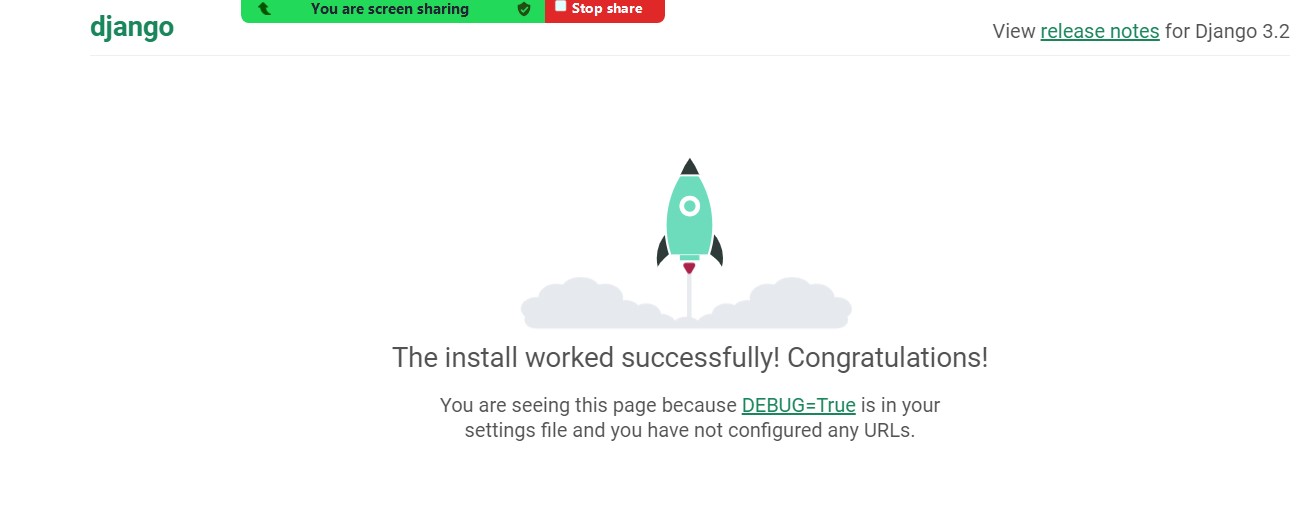 You are screen sharing
Stop share
django
View release notes for Django 3.2
The install worked successfully! Congratulations!
You are seeing this page because DEBUG=True is in your
settings file and you have not configured any URLs.